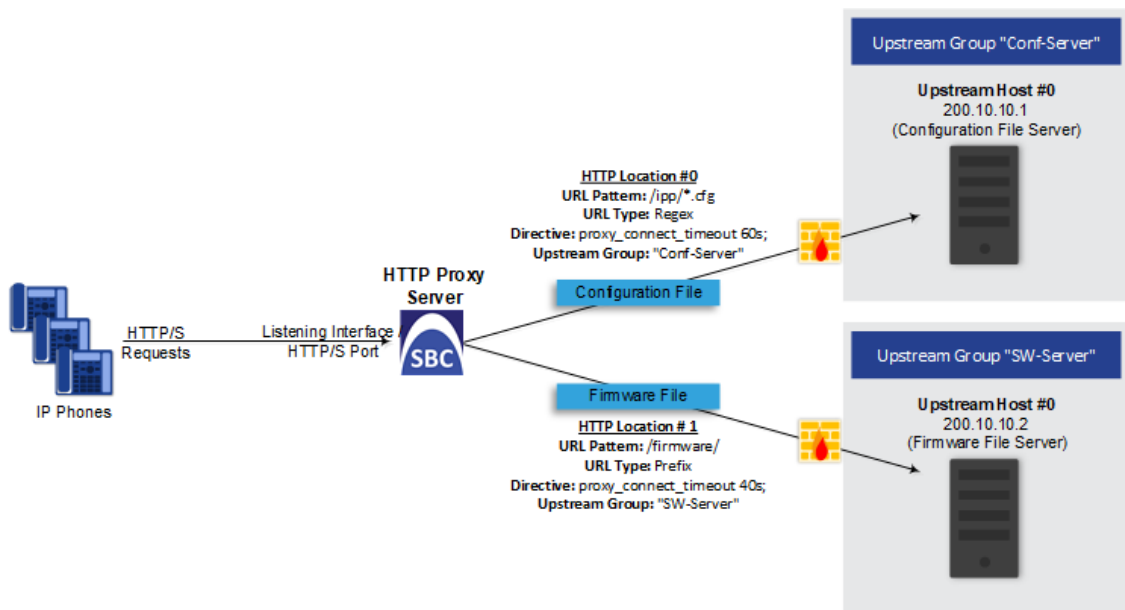 Upstream Group "Conf-Server"
Upstream Host #0
200.10.10.1
(Configuration File Server)
HTTP Location #0
URL Pattern: /ipp/*.cfg
URL Type: Regex
Directive: proxy_connect_timeout 60s;
Upstream Group: "Conf-Server"
Configuration File
HTTP Proxy
Server
SBC
HTTP/S
Requests
Listening Interface /
HTTP/S Port
IP Phones
Firmware File
HTTP Location # 1
URL Pattern: /firmware/
URL Type: Prefix
Directive: proxy_connect_timeout 40s;
Upstream Group: "SW-Server"
Upstream Group "SW-Server"
Upstream Host #0
200.10.10.2
(Firmware File Server)